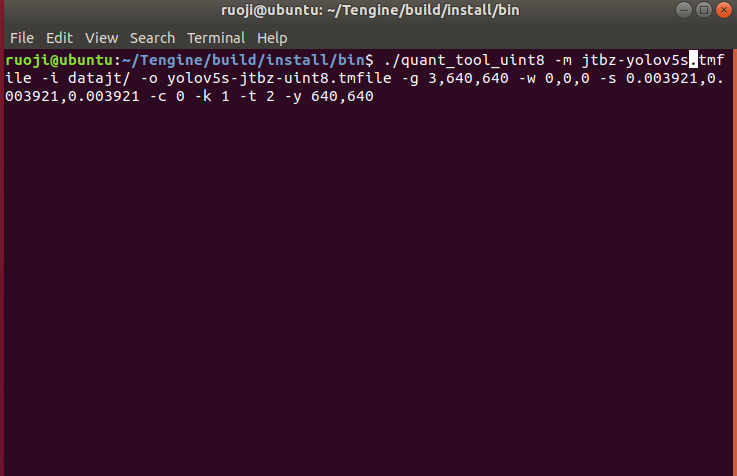 ruoji@ubuntu: ~/Tengine/build/install/bin
File Edit View Search Terminal Help
ruoji@ubuntu:~/Tengine/build/install/bin$ ./quant_tool_uint8 -m jtbz-yolov5s.tmf
ile -i datajt/ -o yolov5s-jtbz-uint8.tmfile -g 3,640,640 -w 0,0,0 -s 0.003921,0.
003921,0.003921 -c 0 -k 1 -t 2 -y 640,640